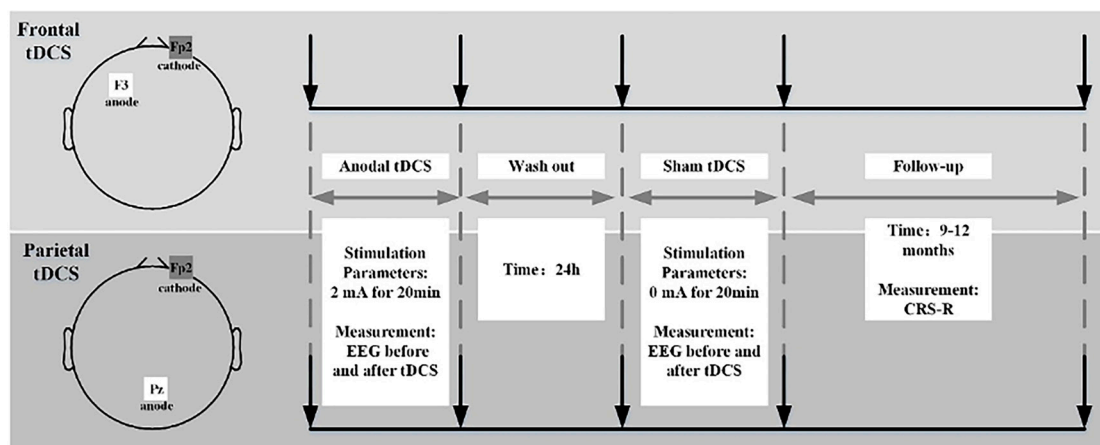 Frontal
tDCS
Fp2
cathode
F3
anode
Anodal tDCS
Wash out
Sham tDCS
Follow-up
Parietal
tDCS
Fp2
cathode
Pz
anode
Stimulation
Parameters:
2 mA for 20min
Measurement:
EEG before
and after tDCS
Time：24h
Stimulation
Parameters:
0 mA for 20min
Measurement:
EEG before and
after tDCS
Time：9-12
months
Measurement:
CRS-R